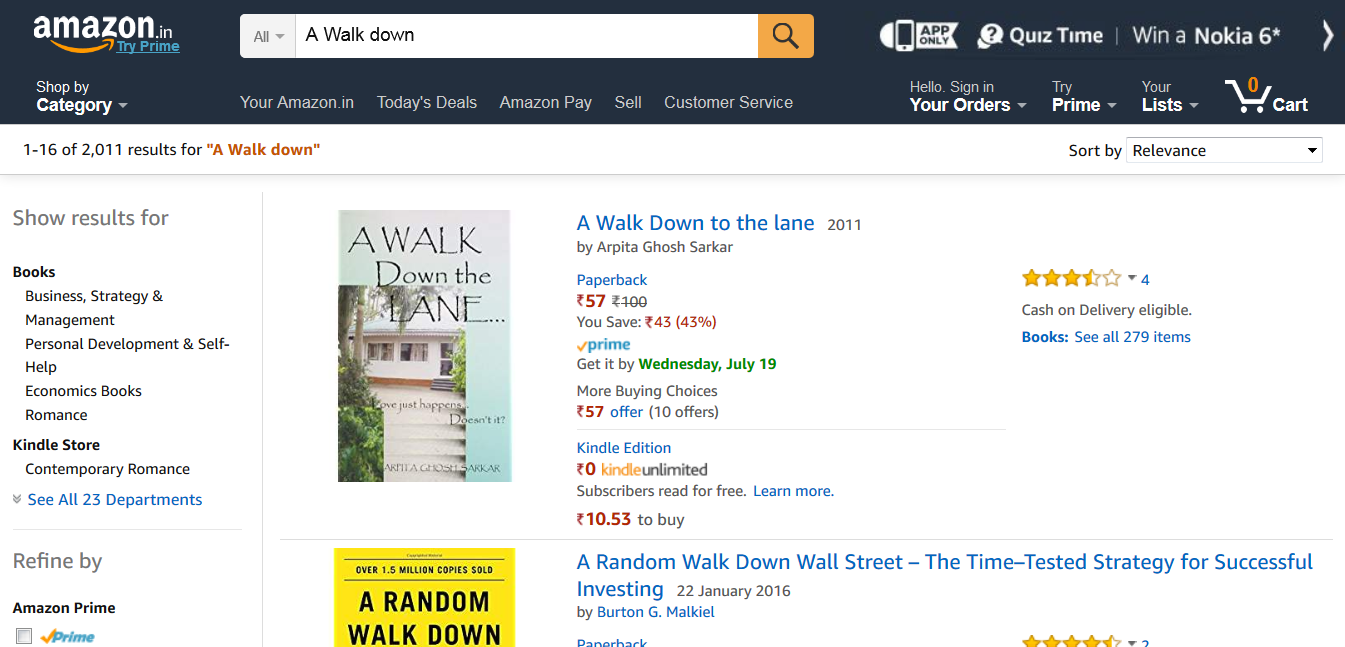 amazon.in
Try Prime
All
A Walk down
APP ONLY
Quiz Time | Win a Nokia 6*
Shop by
Category
Your Amazon.in
Today's Deals
Amazon Pay
Sell
Customer Service
Hello. Sign in
Your Orders
Try
Prime
Your
Lists
0
Cart
1-16 of 2,011 results for "A Walk down"
Sort by
Relevance
Show results for
Books
Business, Strategy &
Management
Personal Development & Self-
Help
Economics Books
Romance
Kindle Store
Contemporary Romance
See All 23 Departments
Refine by
Amazon Prime
Prime
A WALK
Down the
LANE...
Love just happens..
Doesn't it?
ARPITA GHOSH SARKAR
A Walk Down to the lane 2011
by Arpita Ghosh Sarkar
Paperback
₹57 ₹100
You Save: ₹43 (43%)
prime
Get it by Wednesday, July 19
More Buying Choices
₹57 offer (10 offers)
Kindle Edition
₹0 kindleunlimited
Subscribers read for free. Learn more.
₹10.53 to buy
4
Cash on Delivery eligible.
Books: See all 279 items
OVER 1.5 MILLION COPIES SOLD
A RANDOM
WALK DOWN
A Random Walk Down Wall Street – The Time–Tested Strategy for Successful
Investing 22 January 2016
by Burton G. Malkiel
Paperback
2